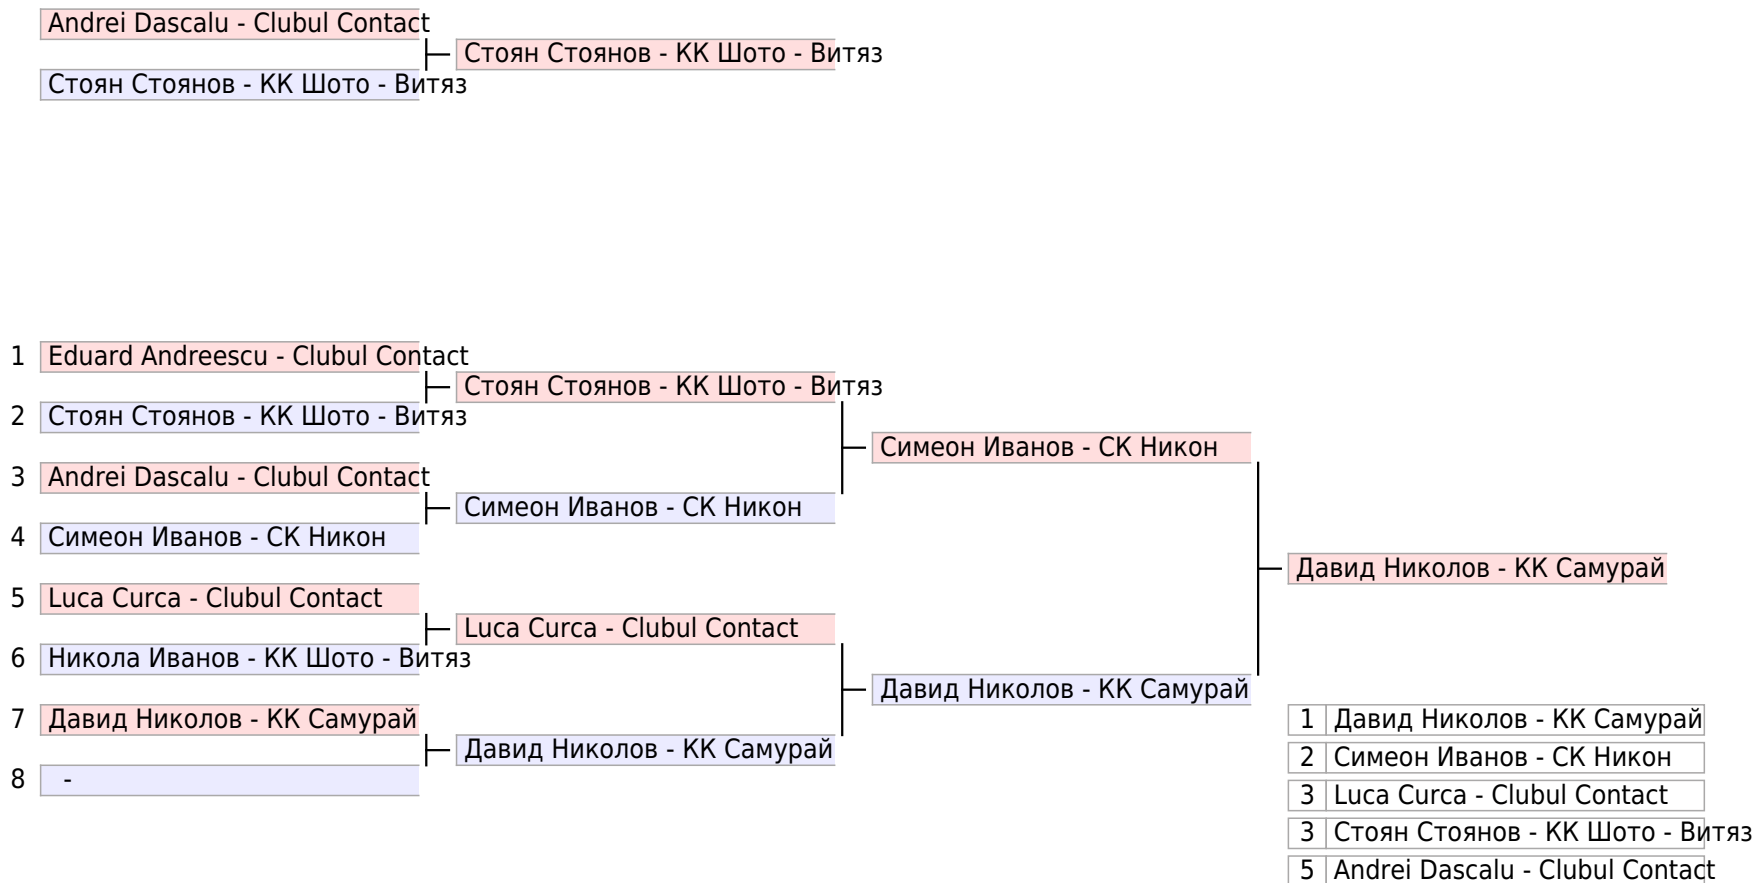 Andrei Dascalu - Clubul Contact
Стоян Стоянов - КК Шото - Витяз
Стоян Стоянов - КК Шото - Витяз
1 Eduard Andreescu - Clubul Contact
Стоян Стоянов - КК Шото - Витяз
2 Стоян Стоянов - КК Шото - Витяз
Симеон Иванов - СК Никон
3 Andrei Dascalu - Clubul Contact
Симеон Иванов - СК Никон
4 Симеон Иванов - СК Никон
Давид Николов - КК Самурай
5 Luca Curca - Clubul Contact
Luca Curca - Clubul Contact
6 Никола Иванов - КК Шото - Витяз
Давид Николов - КК Самурай
7 Давид Николов - КК Самурай
Давид Николов - КК Самурай
8 -
1 Давид Николов - КК Самурай
2 Симеон Иванов - СК Никон
3 Luca Curca - Clubul Contact
3 Стоян Стоянов - КК Шото - Витяз
5 Andrei Dascalu - Clubul Contact